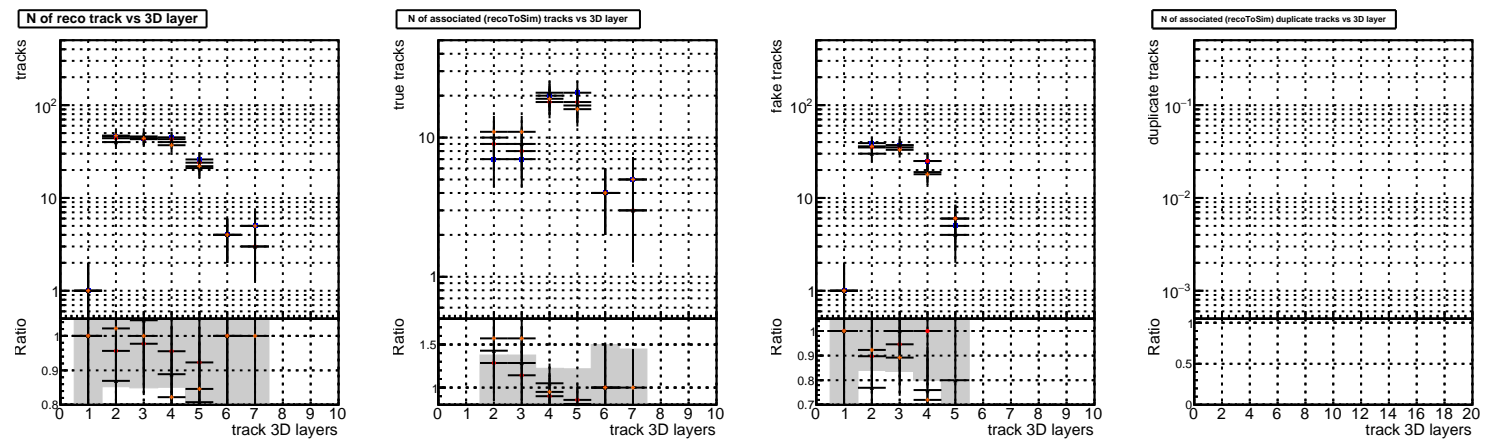 N of reco track vs 3D layer
tracks
10²
10
1
Ratio
1
0.9
0.8
0 1 2 3 4 5 6 7 8 9 10
track 3D layers
N of associated (recoToSim) tracks vs 3D layer
true tracks
10
1
Ratio
1.5
1
0 1 2 3 4 5 6 7 8 9 10
track 3D layers
fake tracks
10²
10
1
Ratio
1
0.9
0.8
0.7
0 1 2 3 4 5 6 7 8 9 10
track 3D layers
N of associated (recoToSim) duplicate tracks vs 3D layer
duplicate tracks
10⁻¹
10⁻²
10⁻³
Ratio
1
0.5
0
0 2 4 6 8 10 12 14 16 18 20
track 3D layers